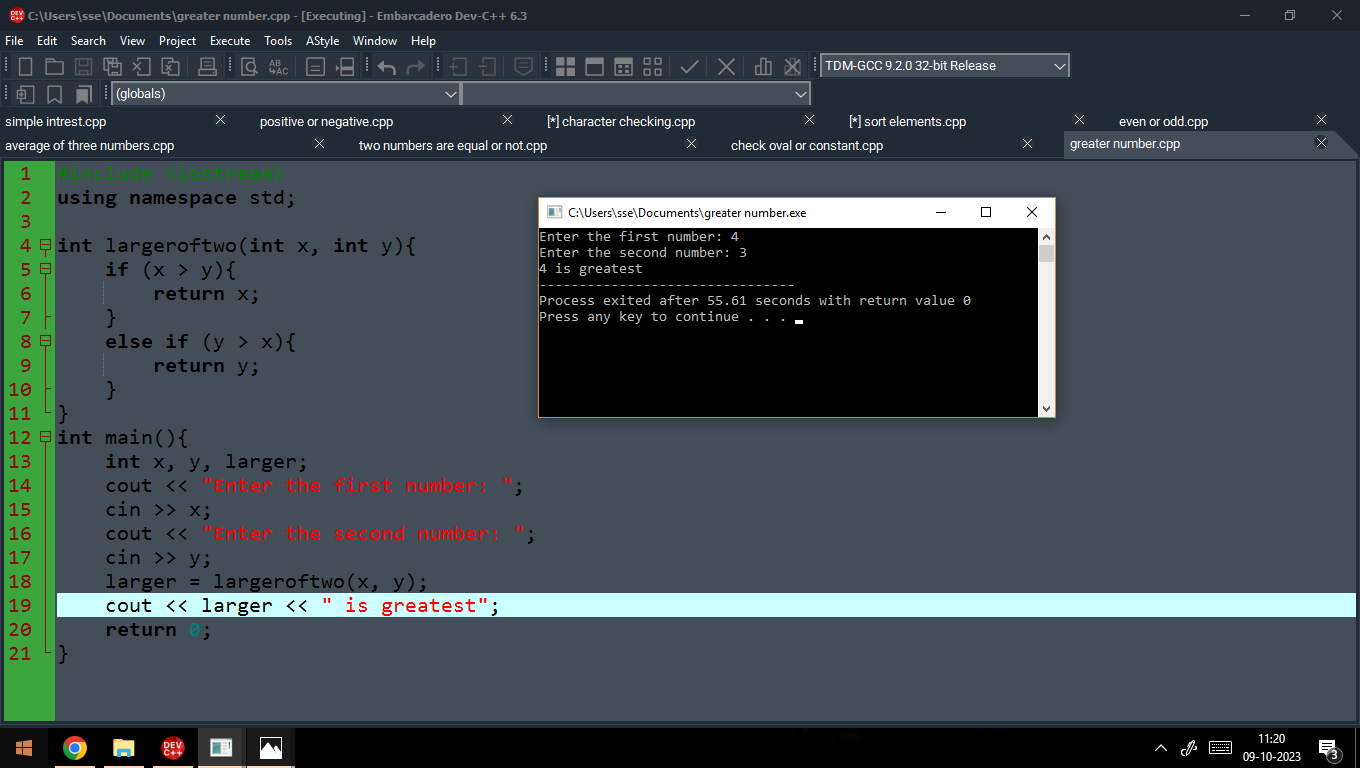 C:\Users\sse\Documents\greater number.cpp - [Executing] - Embarcadero Dev-C++ 6.3
File Edit Search View Project Execute Tools AStyle Window Help
TDM-GCC 9.2.0 32-bit Release
(globals)
simple intrest.cpp positive or negative.cpp [*] character checking.cpp [*] sort elements.cpp even or odd.cpp
average of three numbers.cpp two numbers are equal or not.cpp check oval or constant.cpp greater number.cpp
1 #include <iostream>
2 using namespace std;
3
4 int largeroftwo(int x, int y){
5 if (x > y){
6 return x;
7 }
8 else if (y > x){
9 return y;
10 }
11 }
12 int main(){
13 int x, y, larger;
14 cout << "Enter the first number: ";
15 cin >> x;
16 cout << "Enter the second number: ";
17 cin >> y;
18 larger = largeroftwo(x, y);
19 cout << larger << " is greatest";
20 return 0;
21 }
C:\Users\sse\Documents\greater number.exe
Enter the first number: 4
Enter the second number: 3
4 is greatest
--------------------------------
Process exited after 55.61 seconds with return value 0
Press any key to continue . . .
DEV C++
11:20
09-10-2023
3